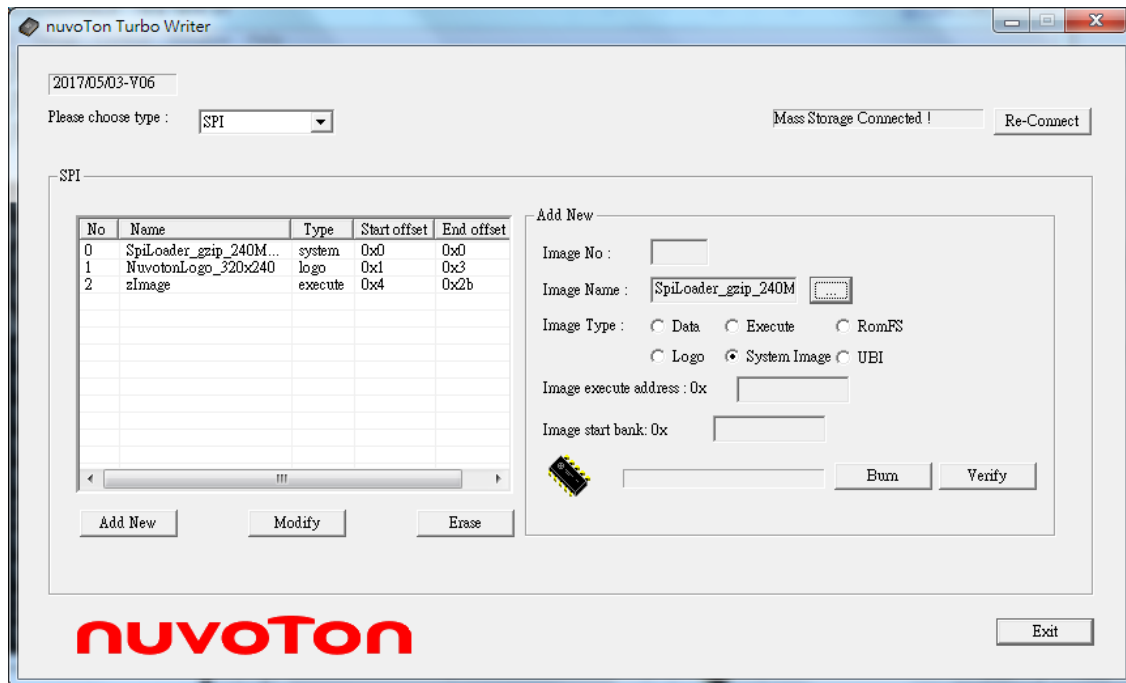 nuvoTon Turbo Writer
2017/05/03-V06
Please choose type :
SPI
Mass Storage Connected !
Re-Connect
SPI
No Name Type Start offset End offset
0 SpiLoader_gzip_240M... system 0x0 0x0
1 NuvotonLogo_320x240 logo 0x1 0x3
2 zImage execute 0x4 0x2b
Add New
Modify
Erase
Add New
Image No :
Image Name : SpiLoader_gzip_240M ...
Image Type : Data Execute RomFS
Logo System Image UBI
Image execute address : 0x
Image start bank: 0x
Burn
Verify
nuvoTon
Exit